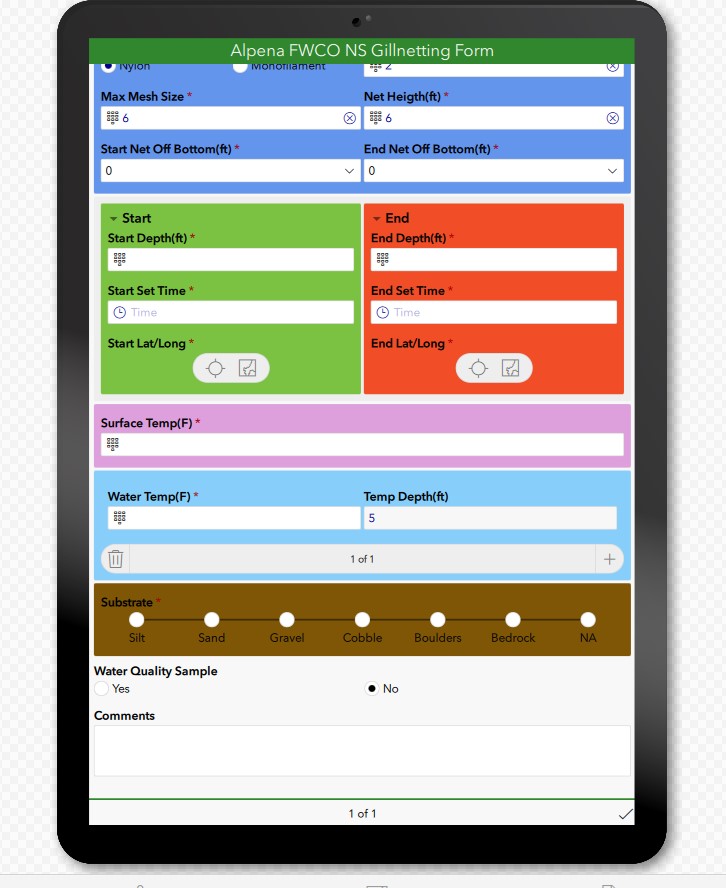 Alpena FWCO NS Gillnetting Form
Nylon Monofilament 2
Max Mesh Size * Net Heigth(ft) *
6 6
Start Net Off Bottom(ft) * End Net Off Bottom(ft) *
0 0
Start End
Start Depth(ft) * End Depth(ft) *
Start Set Time * End Set Time *
Time Time
Start Lat/Long * End Lat/Long *
Surface Temp(F) *
Water Temp(F) * Temp Depth(ft)
5
1 of 1
Substrate *
Silt Sand Gravel Cobble Boulders Bedrock NA
Water Quality Sample
Yes No
Comments
1 of 1